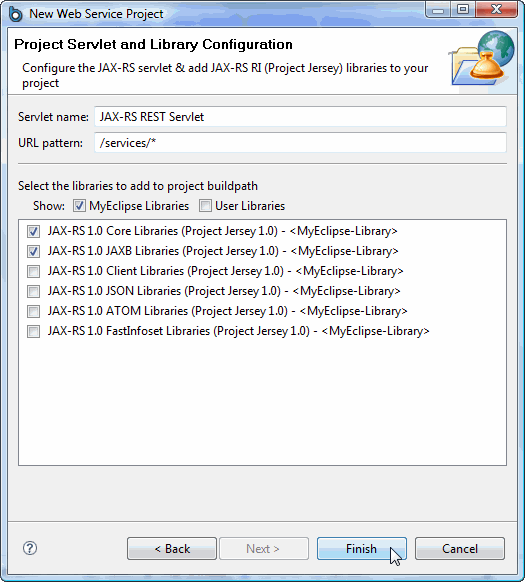 New Web Service Project
Project Servlet and Library Configuration
Configure the JAX-RS servlet & add JAX-RS RI (Project Jersey) libraries to your
project
Servlet name: JAX-RS REST Servlet
URL pattern: /services/*
Select the libraries to add to project buildpath
Show: MyEclipse Libraries User Libraries
JAX-RS 1.0 Core Libraries (Project Jersey 1.0) - <MyEclipse-Library>
JAX-RS 1.0 JAXB Libraries (Project Jersey 1.0) - <MyEclipse-Library>
JAX-RS 1.0 Client Libraries (Project Jersey 1.0) - <MyEclipse-Library>
JAX-RS 1.0 JSON Libraries (Project Jersey 1.0) - <MyEclipse-Library>
JAX-RS 1.0 ATOM Libraries (Project Jersey 1.0) - <MyEclipse-Library>
JAX-RS 1.0 FastInfoset Libraries (Project Jersey 1.0) - <MyEclipse-Library>
? < Back Next > Finish Cancel